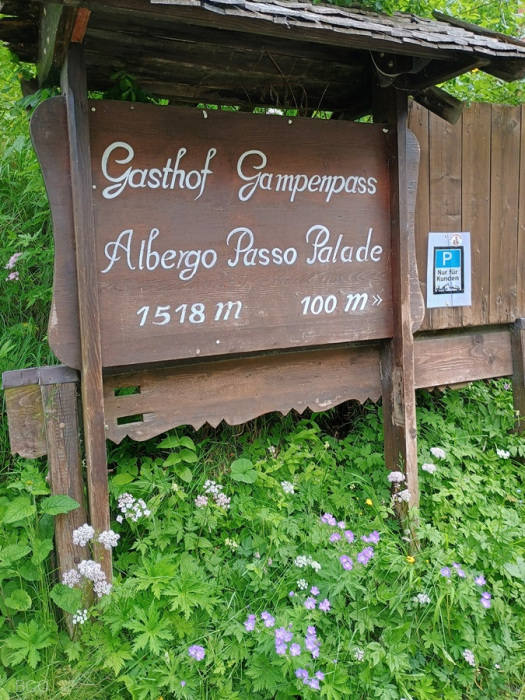 Gasthof Gampenpass
Albergo Passo Palade
1518 m 100 m »
P
Nur für
Kunden